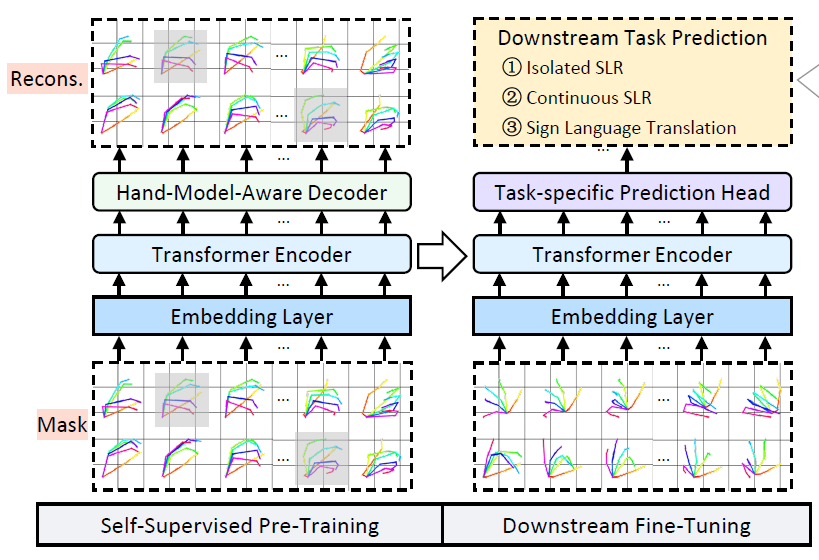 Recons.
...
...
...
Hand-Model-Aware Decoder
...
Transformer Encoder
...
Embedding Layer
...
Mask
...
...
Self-Supervised Pre-Training
Downstream Task Prediction
① Isolated SLR
② Continuous SLR
③ Sign Language Translation
...
Task-specific Prediction Head
...
Transformer Encoder
...
Embedding Layer
...
...
...
Downstream Fine-Tuning